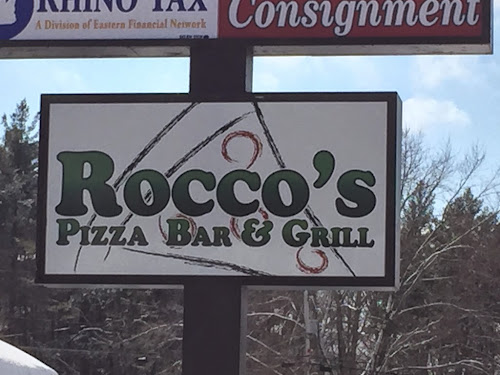 RHINO TAX
A Division of Eastern Financial Network
Consignment
Rocco's
Pizza Bar & Grill